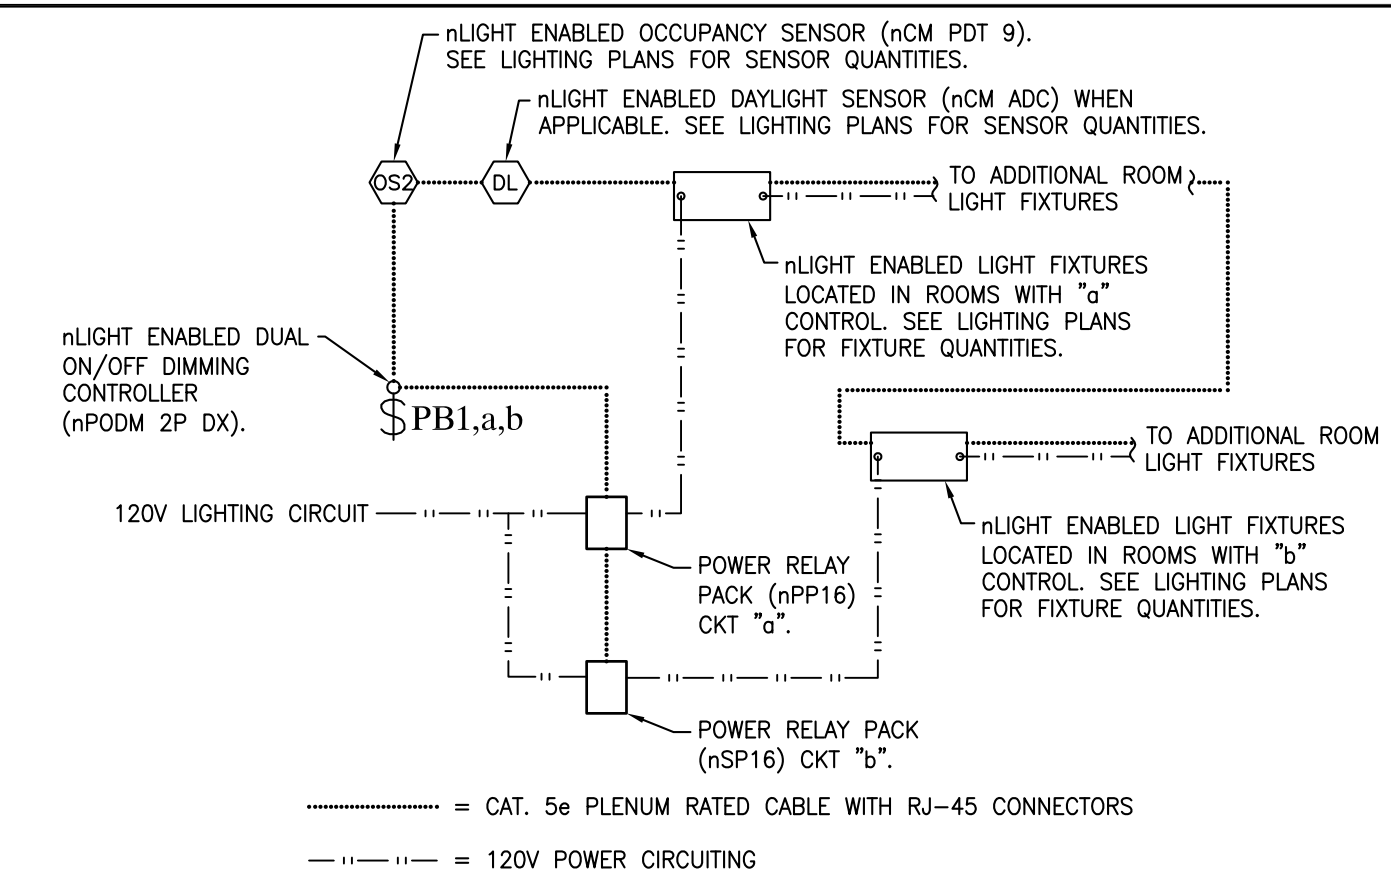 nLIGHT ENABLED OCCUPANCY SENSOR (nCM PDT 9).
SEE LIGHTING PLANS FOR SENSOR QUANTITIES.
nLIGHT ENABLED DAYLIGHT SENSOR (nCM ADC) WHEN
APPLICABLE. SEE LIGHTING PLANS FOR SENSOR QUANTITIES.
OS2
DL
TO ADDITIONAL ROOM
LIGHT FIXTURES
nLIGHT ENABLED LIGHT FIXTURES
LOCATED IN ROOMS WITH "a"
CONTROL. SEE LIGHTING PLANS
FOR FIXTURE QUANTITIES.
nLIGHT ENABLED DUAL
ON/OFF DIMMING
CONTROLLER
(nPODM 2P DX).
$ PB1,a,b
TO ADDITIONAL ROOM
LIGHT FIXTURES
120V LIGHTING CIRCUIT
nLIGHT ENABLED LIGHT FIXTURES
LOCATED IN ROOMS WITH "b"
CONTROL. SEE LIGHTING PLANS
FOR FIXTURE QUANTITIES.
POWER RELAY
PACK (nPP16)
CKT "a".
POWER RELAY PACK
(nSP16) CKT "b".
= CAT. 5e PLENUM RATED CABLE WITH RJ-45 CONNECTORS
= 120V POWER CIRCUITING